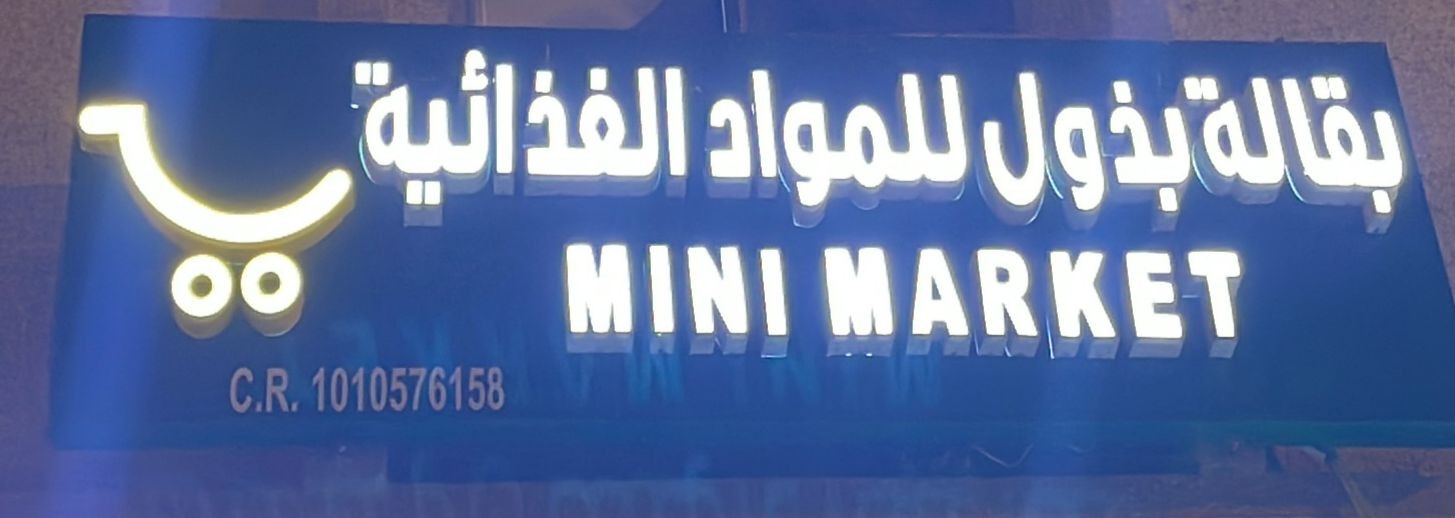 بقالة بذول للمواد الغذائية
MINI MARKET
C.R. 1010576158